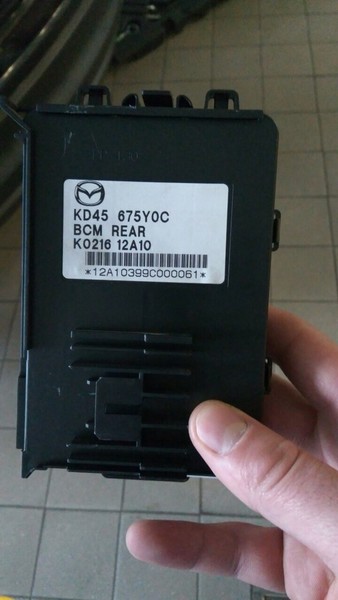 KD45 675Y0C
BCM REAR
K0216 12A10
*12A10399C000061*